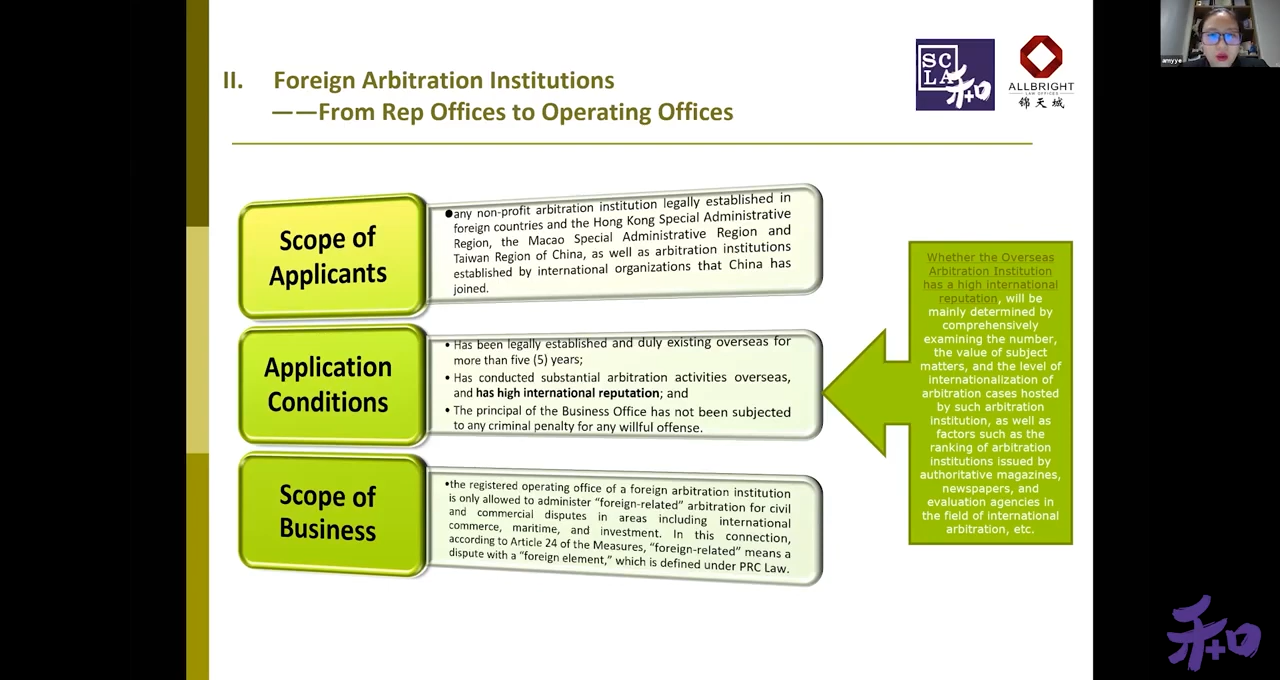 II. Foreign Arbitration Institutions
——From Rep Offices to Operating Offices
SC
LA
和
ALLBRIGHT
LAW OFFICES
锦天城
amyye
Scope of
Applicants
●any non-profit arbitration institution legally established in
foreign countries and the Hong Kong Special Administrative
Region, the Macao Special Administrative Region and
Taiwan Region of China, as well as arbitration institutions
established by international organizations that China has
joined.
Application
Conditions
• Has been legally established and duly existing overseas for
more than five (5) years;
• Has conducted substantial arbitration activities overseas,
and has high international reputation; and
• The principal of the Business Office has not been subjected
to any criminal penalty for any willful offense.
Scope of
Business
•the registered operating office of a foreign arbitration institution
is only allowed to administer “foreign-related” arbitration for civil
and commercial disputes in areas including international
commerce, maritime, and investment. In this connection,
according to Article 24 of the Measures, “foreign-related” means a
dispute with a “foreign element,” which is defined under PRC Law.
Whether the Overseas
Arbitration Institution
has a high international
reputation, will be
mainly determined by
comprehensively
examining the number,
the value of subject
matters, and the level of
internationalization of
arbitration cases hosted
by such arbitration
institution, as well as
factors such as the
ranking of arbitration
institutions issued by
authoritative magazines,
newspapers, and
evaluation agencies in
the field of international
arbitration, etc.
和